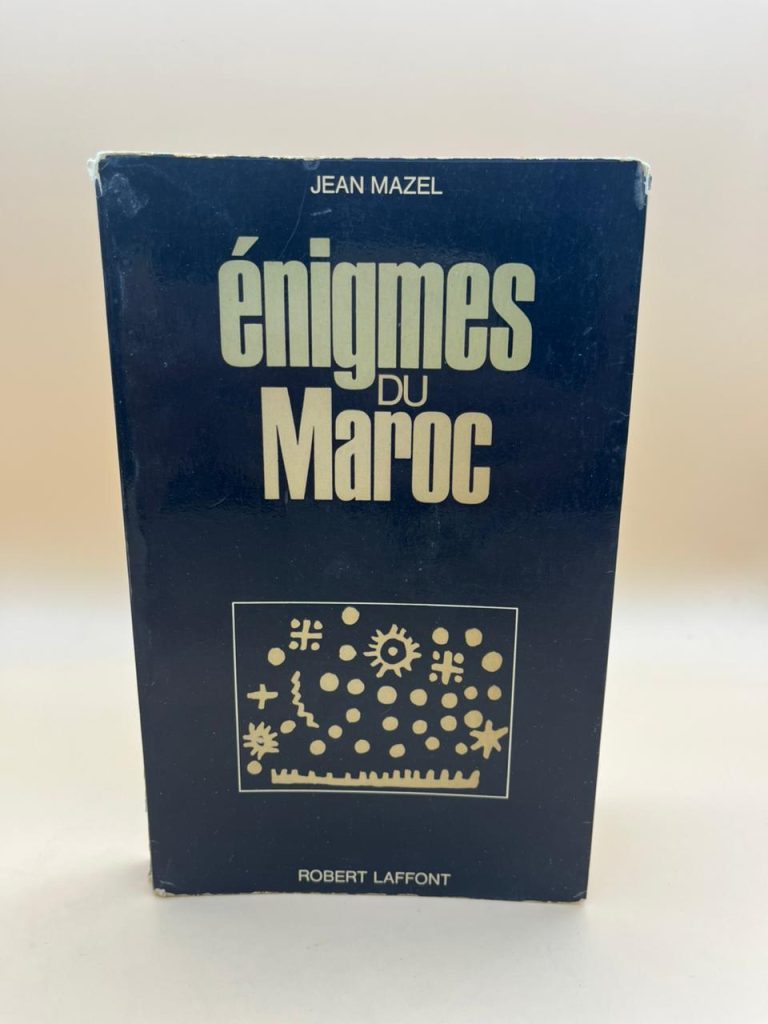 JEAN MAZEL
énigmes
DU
Maroc
ROBERT LAFFONT